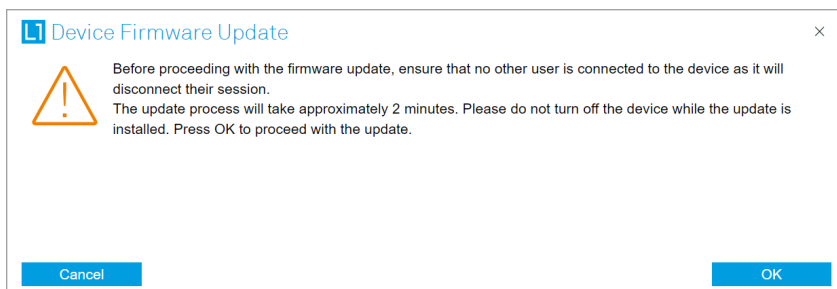 L1 Device Firmware Update
Before proceeding with the firmware update, ensure that no other user is connected to the device as it will
disconnect their session.
The update process will take approximately 2 minutes. Please do not turn off the device while the update is
installed. Press OK to proceed with the update.
Cancel
OK